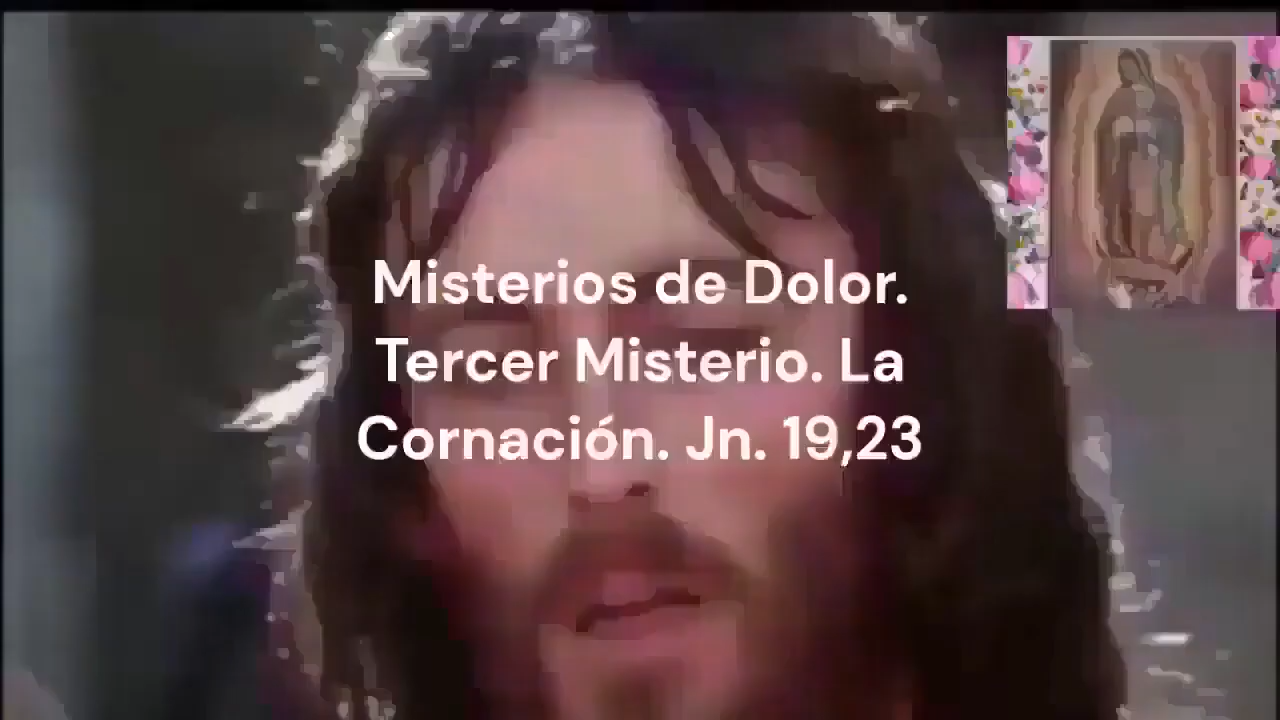 Misterios de Dolor.
Tercer Misterio. La
Cornación. Jn. 19,23